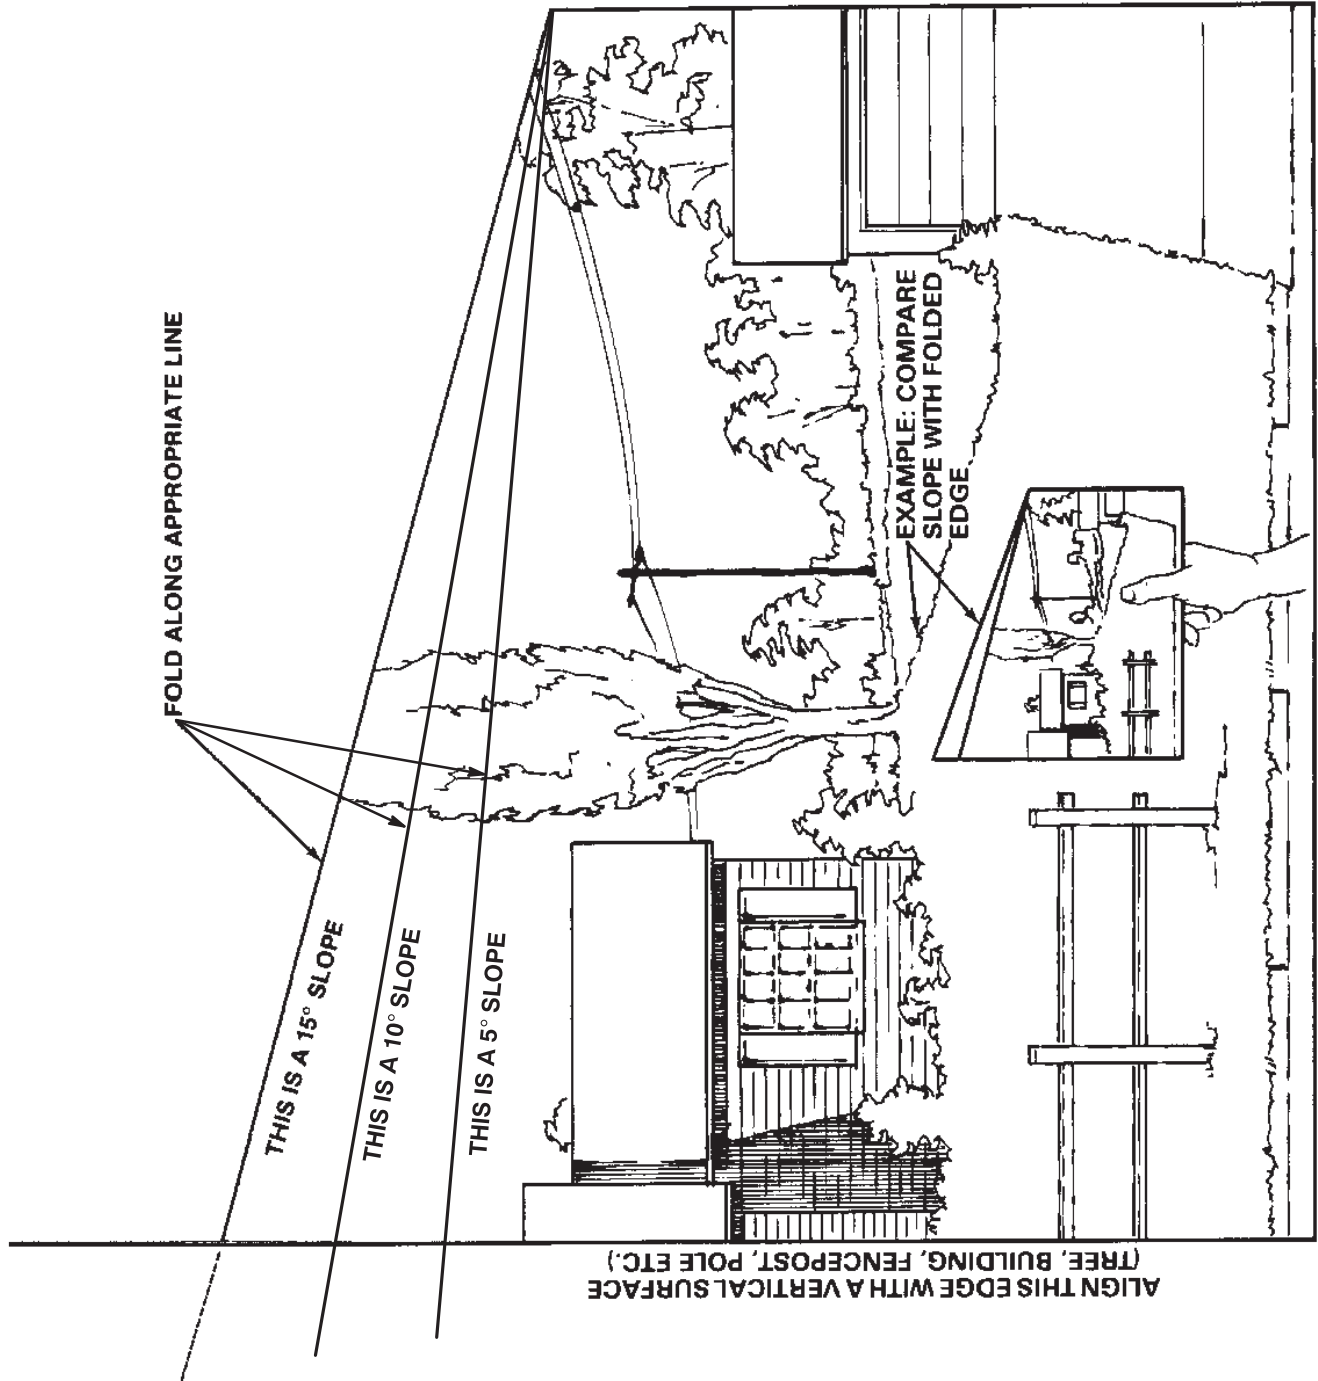 FOLD ALONG APPROPRIATE LINE
THIS IS A 15° SLOPE
THIS IS A 10° SLOPE
THIS IS A 5° SLOPE
EXAMPLE: COMPARE
SLOPE WITH FOLDED
EDGE
ALIGN THIS EDGE WITH A VERTICAL SURFACE
(TREE, BUILDING, FENCEPOST, POLE ETC.)